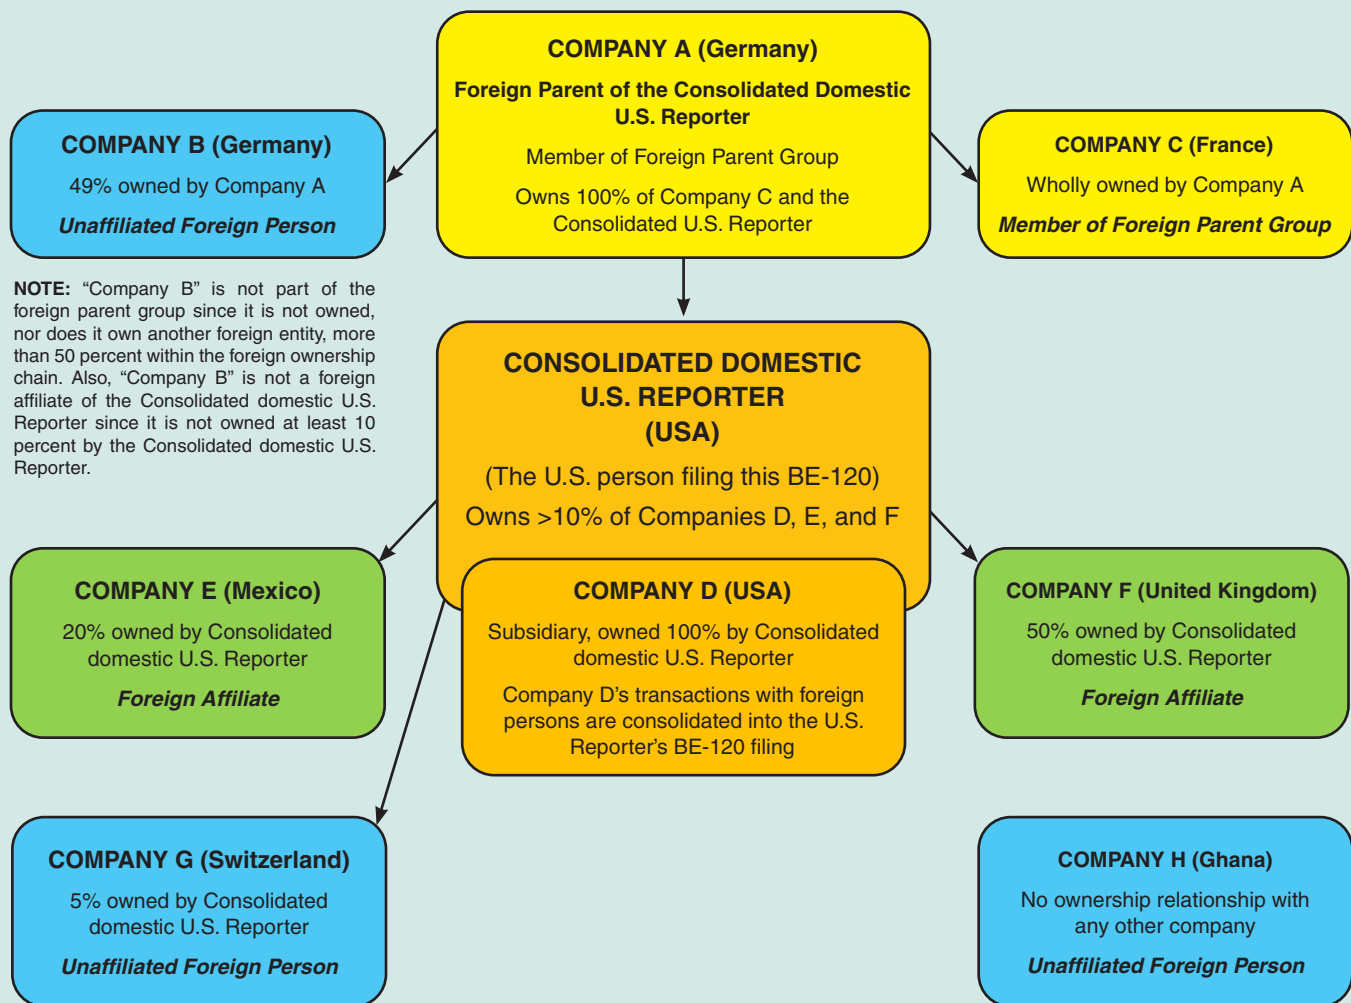 COMPANY A (Germany)
Foreign Parent of the Consolidated Domestic
U.S. Reporter
Member of Foreign Parent Group
Owns 100% of Company C and the
Consolidated U.S. Reporter
COMPANY B (Germany)
49% owned by Company A
Unaffiliated Foreign Person
COMPANY C (France)
Wholly owned by Company A
Member of Foreign Parent Group
NOTE: “Company B” is not part of the
foreign parent group since it is not owned,
nor does it own another foreign entity, more
than 50 percent within the foreign ownership
chain. Also, “Company B” is not a foreign
affiliate of the Consolidated domestic U.S.
Reporter since it is not owned at least 10
percent by the Consolidated domestic U.S.
Reporter.
CONSOLIDATED DOMESTIC
U.S. REPORTER
(USA)
(The U.S. person filing this BE-120)
Owns >10% of Companies D, E, and F
COMPANY E (Mexico)
20% owned by Consolidated
domestic U.S. Reporter
Foreign Affiliate
COMPANY D (USA)
Subsidiary, owned 100% by Consolidated
domestic U.S. Reporter
Company D’s transactions with foreign
persons are consolidated into the U.S.
Reporter’s BE-120 filing
COMPANY F (United Kingdom)
50% owned by Consolidated
domestic U.S. Reporter
Foreign Affiliate
COMPANY G (Switzerland)
5% owned by Consolidated
domestic U.S. Reporter
Unaffiliated Foreign Person
COMPANY H (Ghana)
No ownership relationship with
any other company
Unaffiliated Foreign Person